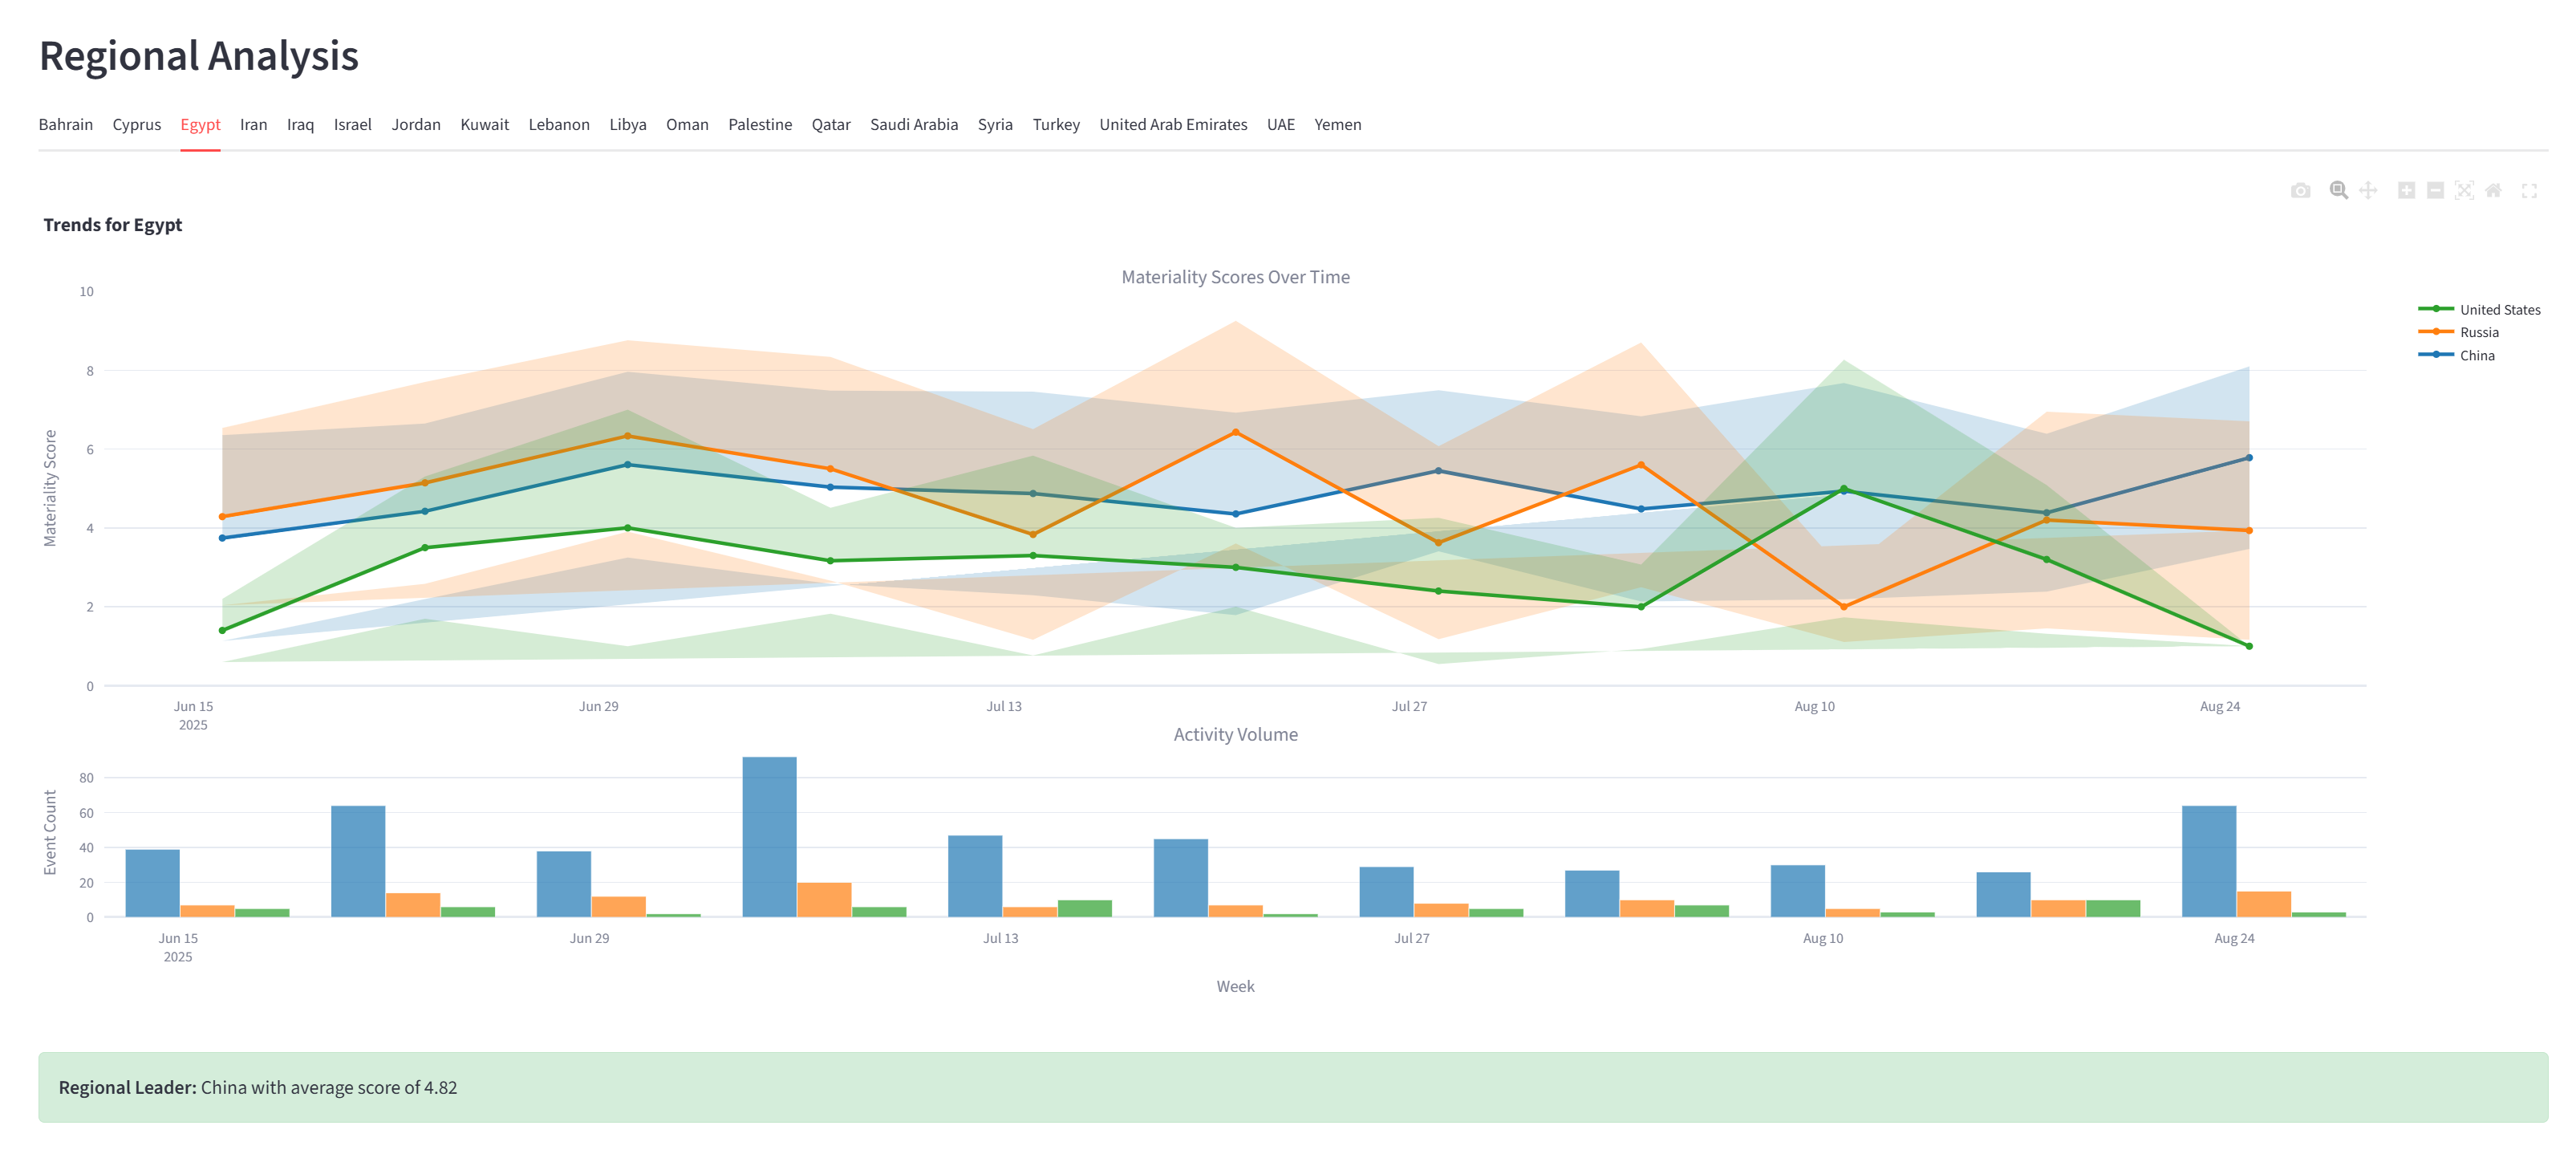 Regional Analysis
Bahrain Cyprus Egypt Iran Iraq Israel Jordan Kuwait Lebanon Libya Oman Palestine Qatar Saudi Arabia Syria Turkey United Arab Emirates UAE Yemen
Trends for Egypt
Materiality Scores Over Time
Materiality Score
10
8
6
4
2
0
Jun 15 Jun 29 Jul 13 Jul 27 Aug 10 Aug 24
2025
United States
Russia
China
Activity Volume
Event Count
80
60
40
20
0
Jun 15 Jun 29 Jul 13 Jul 27 Aug 10 Aug 24
2025
Week
Regional Leader: China with average score of 4.82